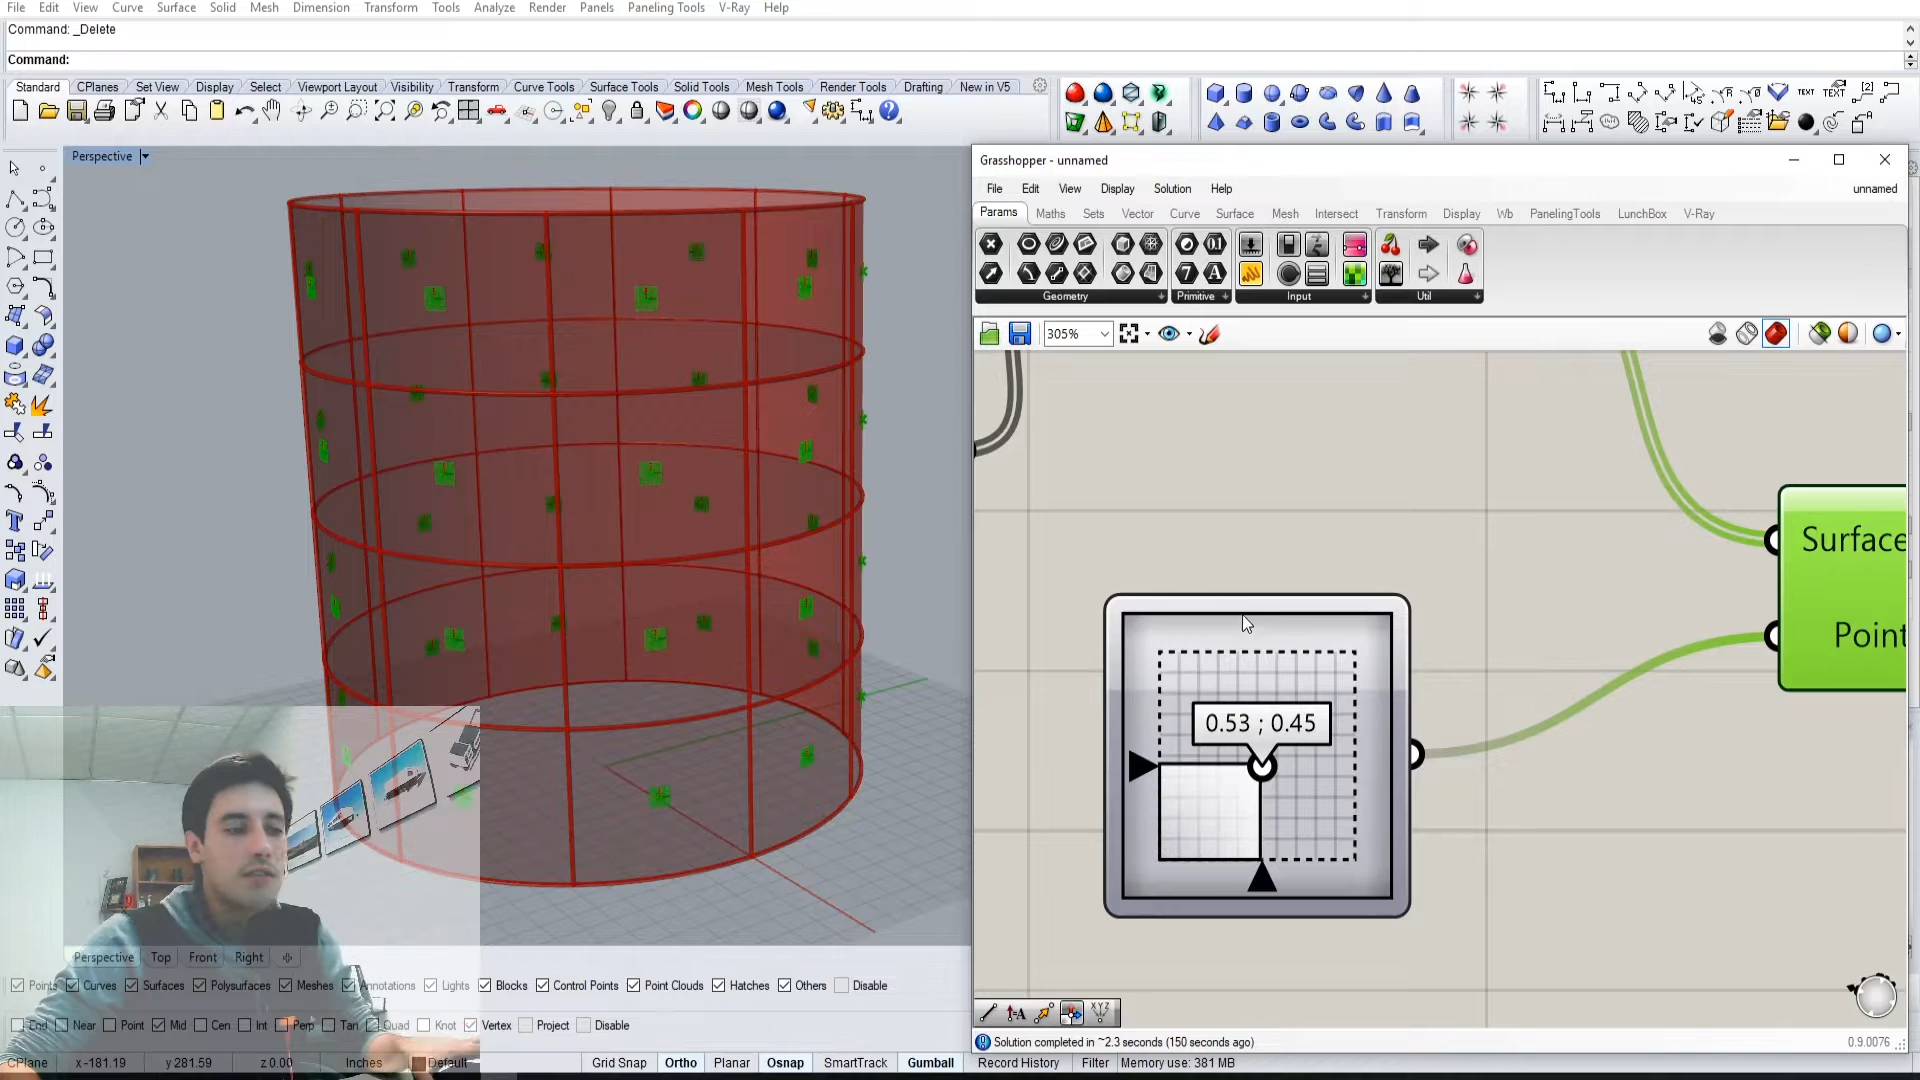 File Edit View Curve Surface Solid Mesh Dimension Transform Tools Analyze Render Panels Paneling Tools V-Ray Help
Command: _Delete
Command:
Standard CPlanes Set View Display Select Viewport Layout Visibility Transform Curve Tools Surface Tools Solid Tools Mesh Tools Render Tools Drafting New in V5
Perspective
Grasshopper - unnamed
File Edit View Display Solution Help unnamed
Params Maths Sets Vector Curve Surface Mesh Intersect Transform Display Wb PanelingTools LunchBox V-Ray
Geometry Primitive Input Util
305%
Surface
Point
0.53 ; 0.45
Perspective Top Front Right
Points Curves Surfaces Polysurfaces Meshes Annotations Lights Blocks Control Points Point Clouds Hatches Others Disable
End Near Point Mid Cen Int Perp Tan Quad Knot Vertex Project Disable
Solution completed in ~2.3 seconds (150 seconds ago) 0.9.0076
CPlane x -181.19 y 281.59 z 0.00 Inches Default Grid Snap Ortho Planar Osnap SmartTrack Gumball Record History Filter Memory use: 381 MB